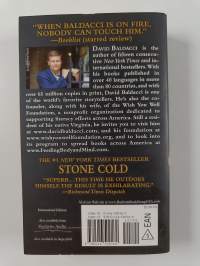 "WHEN BALDACCI IS ON FIRE,
NOBODY CAN TOUCH HIM."
—Booklist (starred review)
DAVID BALDACCI is the
author of fifteen consecu-
tive New York Times and in-
ternational bestsellers. With
his books published in
over 40 languages in more
than 80 countries, and with
over 65 million copies in print, David Baldacci is one
of the world's favorite storytellers. He's also the co-
founder, along with his wife, of the Wish You Well
Foundation, a nonprofit organization dedicated to
supporting literacy efforts across America. Still a resi-
dent of his native Virginia, he invites you to visit him
at www.davidbaldacci.com, and his foundation at
www.wishyouwellfoundation.org, and to look into
its program to spread books across America at
www.FeedingBodyandMind.com.
THE #1 NEW YORK TIMES BESTSELLER
STONE COLD
"SUPERB...THIS TIME HE OUTDOES
HIMSELF. THE RESULT IS EXHILARATING."
—Richmond Times-Dispatch
EAN